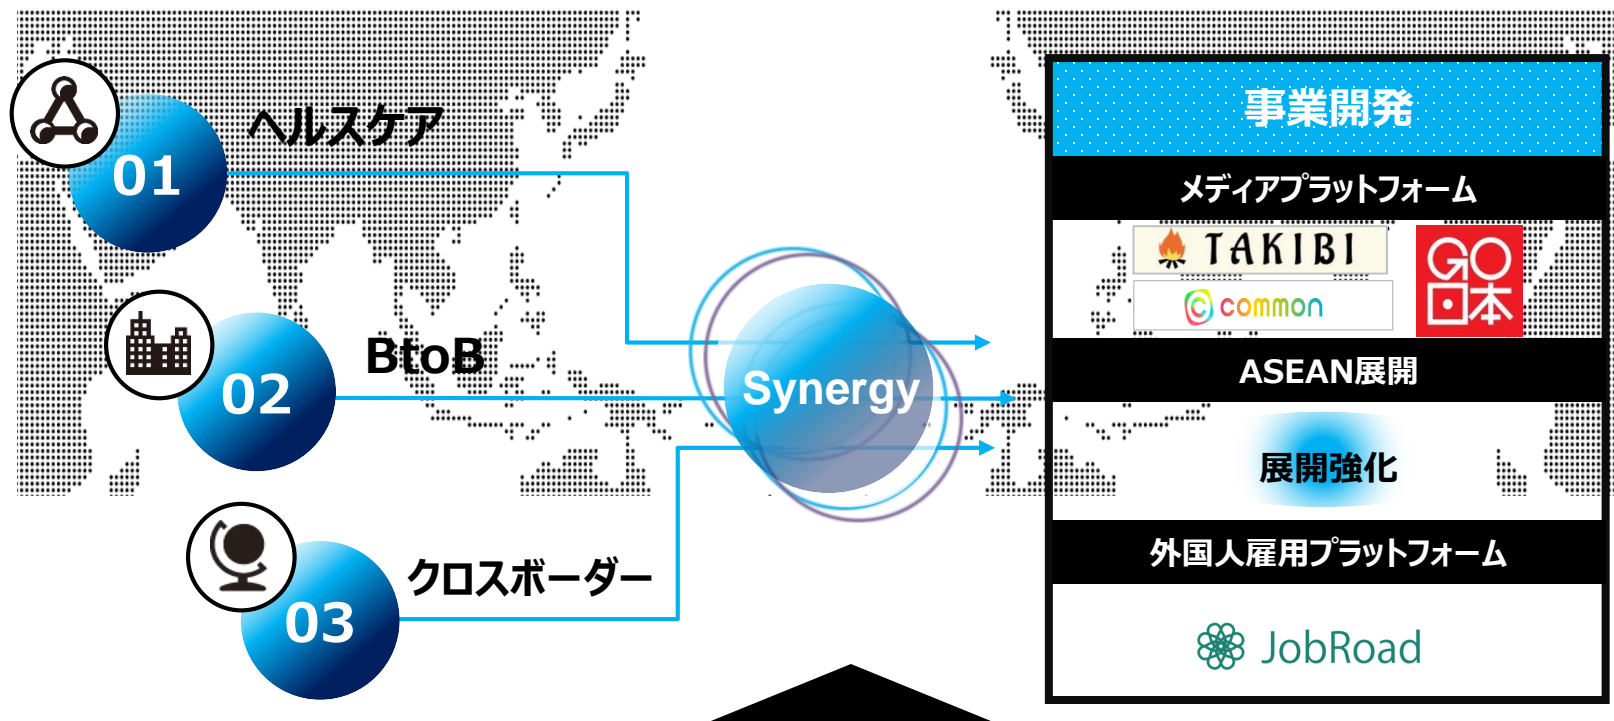 01
ヘルスケア
02
BtoB
03
クロスボーダー
Synergy
事業開発
メディアプラットフォーム
TAKIBI
common
GO
日本
ASEAN展開
展開強化
外国人雇用プラットフォーム
JobRoad